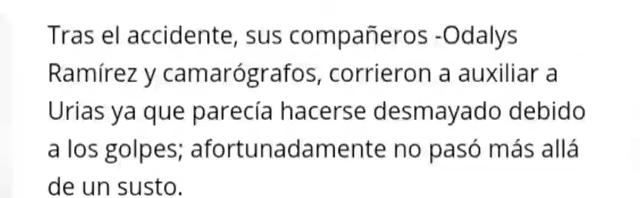 Tras el accidente, sus compañeros -Odalys
Ramírez y camarógrafos, corrieron a auxiliar a
Urias ya que parecía hacerse desmayado debido
a los golpes; afortunadamente no pasó más allá
de un susto.